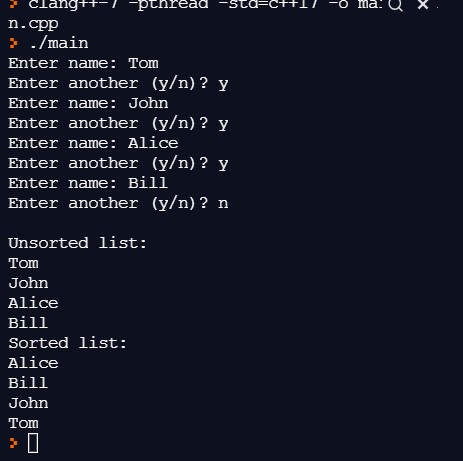 > clang++-7 -pthread -std=c++17 -o mai
n.cpp
> ./main
Enter name: Tom
Enter another (y/n)? y
Enter name: John
Enter another (y/n)? y
Enter name: Alice
Enter another (y/n)? y
Enter name: Bill
Enter another (y/n)? n

Unsorted list:
Tom
John
Alice
Bill
Sorted list:
Alice
Bill
John
Tom
>